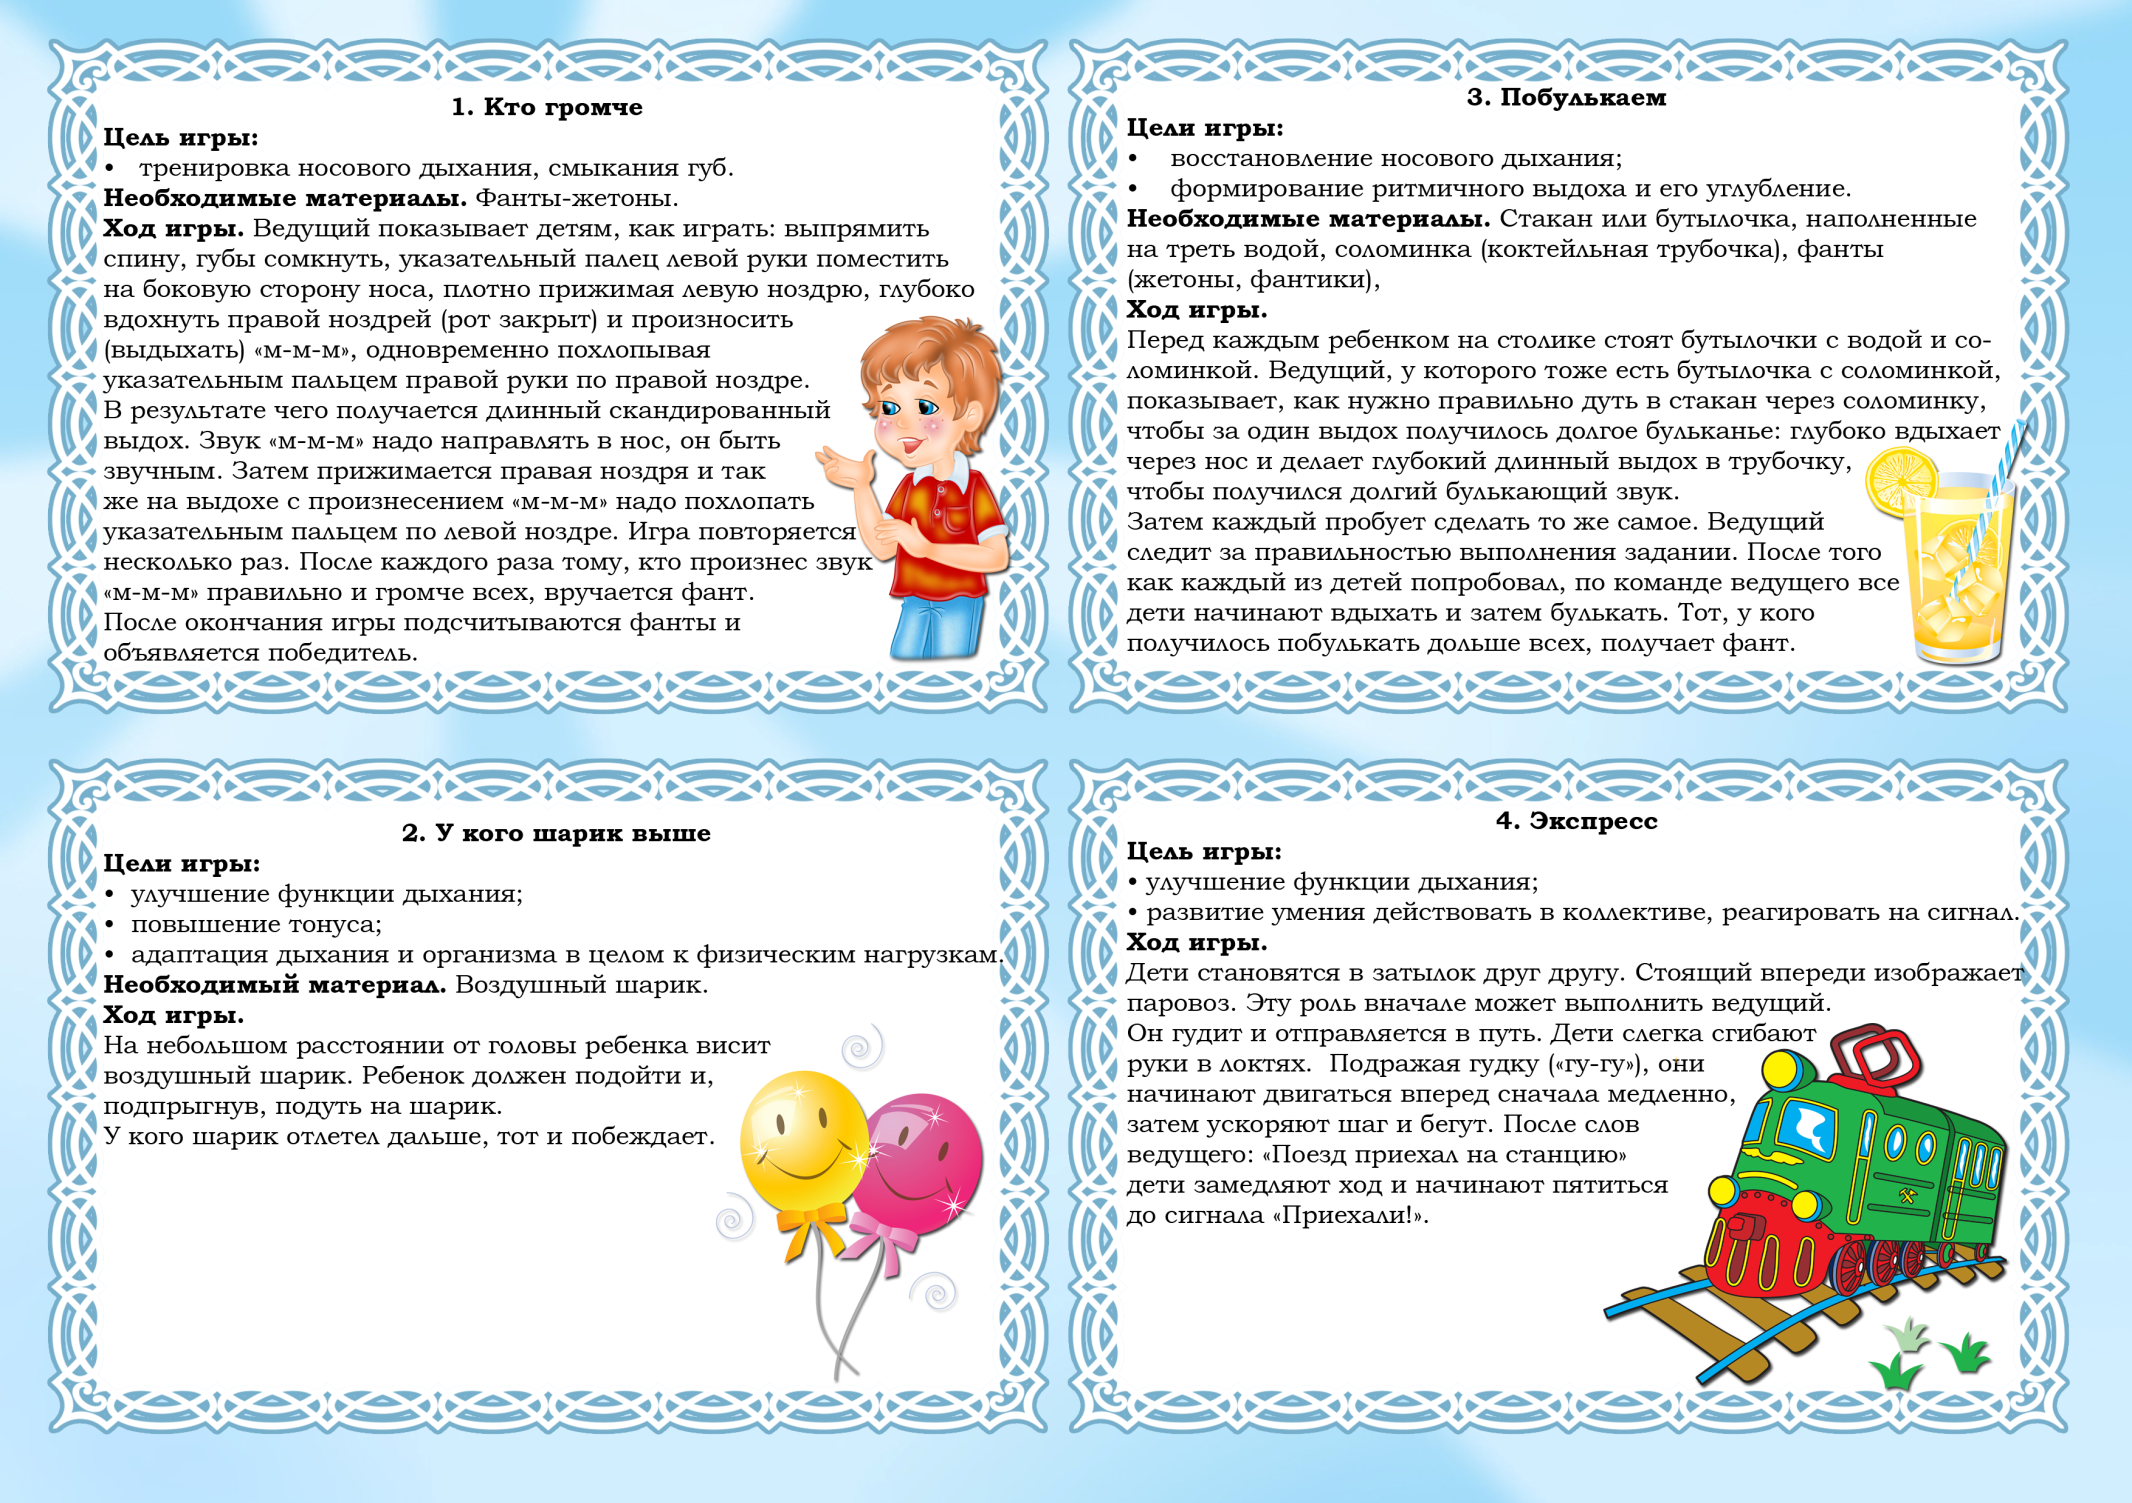 1. Кто громче
Цель игры:
• тренировка носового дыхания, смыкания губ.
Необходимые материалы. Фанты-жетоны.
Ход игры. Ведущий показывает детям, как играть: выпрямить
спину, губы сомкнуть, указательный палец левой руки поместить
на боковую сторону носа, плотно прижимая левую ноздрю, глубоко
вдохнуть правой ноздрей (рот закрыт) и произносить
(выдыхать) «м-м-м», одновременно похлопывая
указательным пальцем правой руки по правой ноздре.
В результате чего получается длинный скандированный
выдох. Звук «м-м-м» надо направлять в нос, он быть
звучным. Затем прижимается правая ноздря и так
же на выдохе с произнесением «м-м-м» надо похлопать
указательным пальцем по левой ноздре. Игра повторяется
несколько раз. После каждого раза тому, кто произнес звук
«м-м-м» правильно и громче всех, вручается фант.
После окончания игры подсчитываются фанты и
объявляется победитель.
2. У кого шарик выше
Цели игры:
• улучшение функции дыхания;
• повышение тонуса;
• адаптация дыхания и организма в целом к физическим нагрузкам.
Необходимый материал. Воздушный шарик.
Ход игры.
На небольшом расстоянии от головы ребенка висит
воздушный шарик. Ребенок должен подойти и,
подпрыгнув, подуть на шарик.
У кого шарик отлетел дальше, тот и побеждает.
3. Побулькаем
Цели игры:
• восстановление носового дыхания;
• формирование ритмичного выдоха и его углубление.
Необходимые материалы. Стакан или бутылочка, наполненные
на треть водой, соломинка (коктейльная трубочка), фанты
(жетоны, фантики),
Ход игры.
Перед каждым ребенком на столике стоят бутылочки с водой и со-
ломинкой. Ведущий, у которого тоже есть бутылочка с соломинкой,
показывает, как нужно правильно дуть в стакан через соломинку,
чтобы за один выдох получилось долгое бульканье: глубоко вдыхает
через нос и делает глубокий длинный выдох в трубочку,
чтобы получился долгий булькающий звук.
Затем каждый пробует сделать то же самое. Ведущий
следит за правильностью выполнения задании. После того
как каждый из детей попробовал, по команде ведущего все
дети начинают вдыхать и затем булькать. Тот, у кого
получилось побулькать дольше всех, получает фант.
4. Экспресс
Цель игры:
• улучшение функции дыхания;
• развитие умения действовать в коллективе, реагировать на сигнал.
Ход игры.
Дети становятся в затылок друг другу. Стоящий впереди изображает
паровоз. Эту роль вначале может выполнить ведущий.
Он гудит и отправляется в путь. Дети слегка сгибают
руки в локтях. Подражая гудку («гу-гу»), они
начинают двигаться вперед сначала медленно,
затем ускоряют шаг и бегут. После слов
ведущего: «Поезд приехал на станцию»
дети замедляют ход и начинают пятиться
до сигнала «Приехали!».